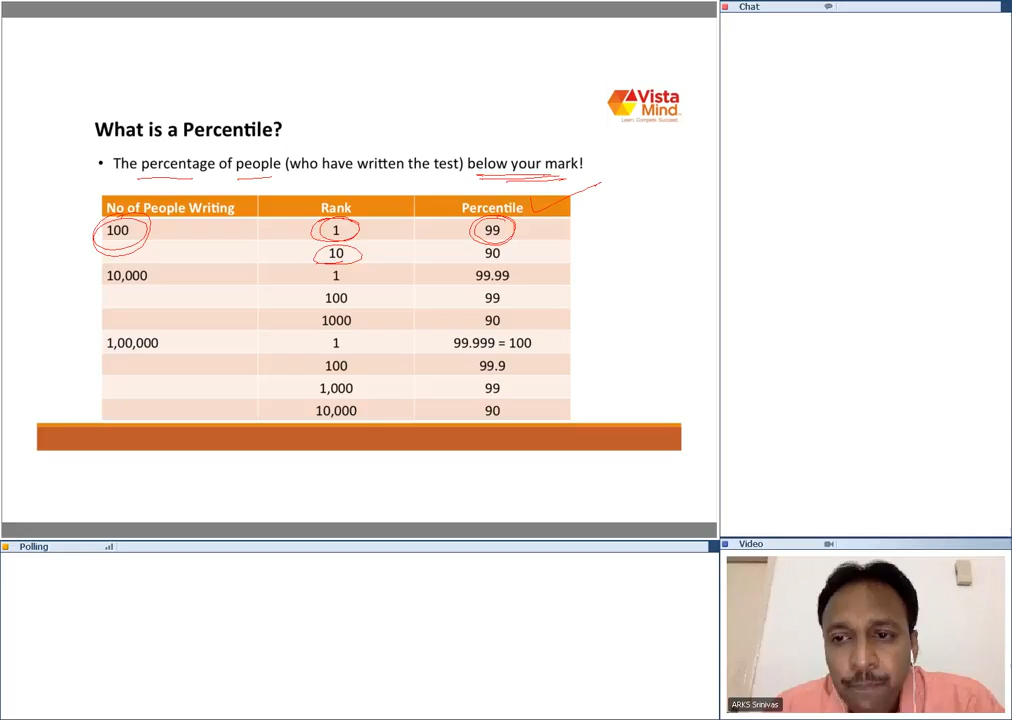 Chat
Vista
Mind
Learn. Compete. Succeed.
What is a Percentile?
• The percentage of people (who have written the test) below your mark!
No of People Writing Rank Percentile
100 1 99
10 90
10,000 1 99.99
100 99
1000 90
1,00,000 1 99.999 = 100
100 99.9
1,000 99
10,000 90
Polling
Video
ARKS Srinivas